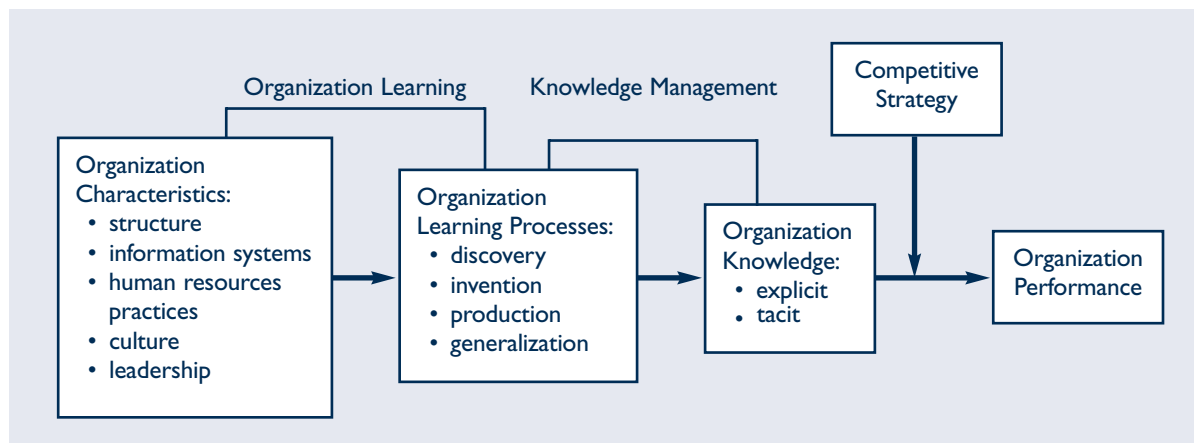 Organization Learning
Knowledge Management
Competitive
Strategy
Organization
Characteristics:
• structure
• information systems
• human resources
practices
• culture
• leadership
Organization
Learning Processes:
• discovery
• invention
• production
• generalization
Organization
Knowledge:
• explicit
• tacit
Organization
Performance